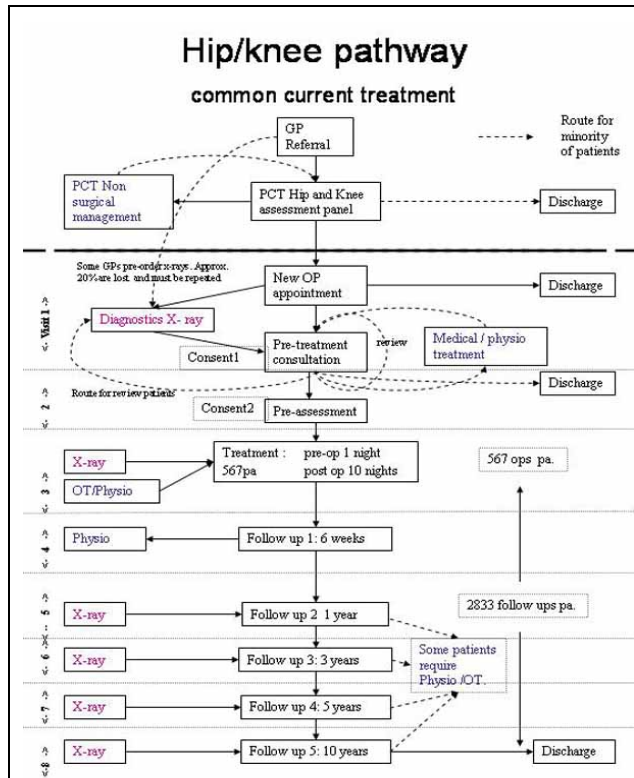 Hip/knee pathway
common current treatment
GP
Referral
Route for
minority
of patients
PCT Non
surgical
management
PCT Hip and Knee
assessment panel
Discharge
Some GPs pre-order x-rays. Approx.
20% are lost and must be repeated
New OP
appointment
Discharge
<- Visit 1 ->
Diagnostics X- ray
Consent1
Pre-treatment
consultation
review
Medical / physio
treatment
Discharge
Route for review patients
<- 2 ->
Consent2
Pre-assessment
<- 3 ->
X-ray
OT/Physio
Treatment : pre-op 1 night
567pa post op 10 nights
567 ops pa.
<- 4 ->
Physio
Follow up 1: 6 weeks
<- 5 ->
X-ray
Follow up 2 1 year
2833 follow ups pa.
<- 6 ->
X-ray
Follow up 3: 3 years
Some patients
require
Physio /OT.
<- 7 ->
X-ray
Follow up 4: 5 years
<- 8 ->
X-ray
Follow up 5: 10 years
Discharge